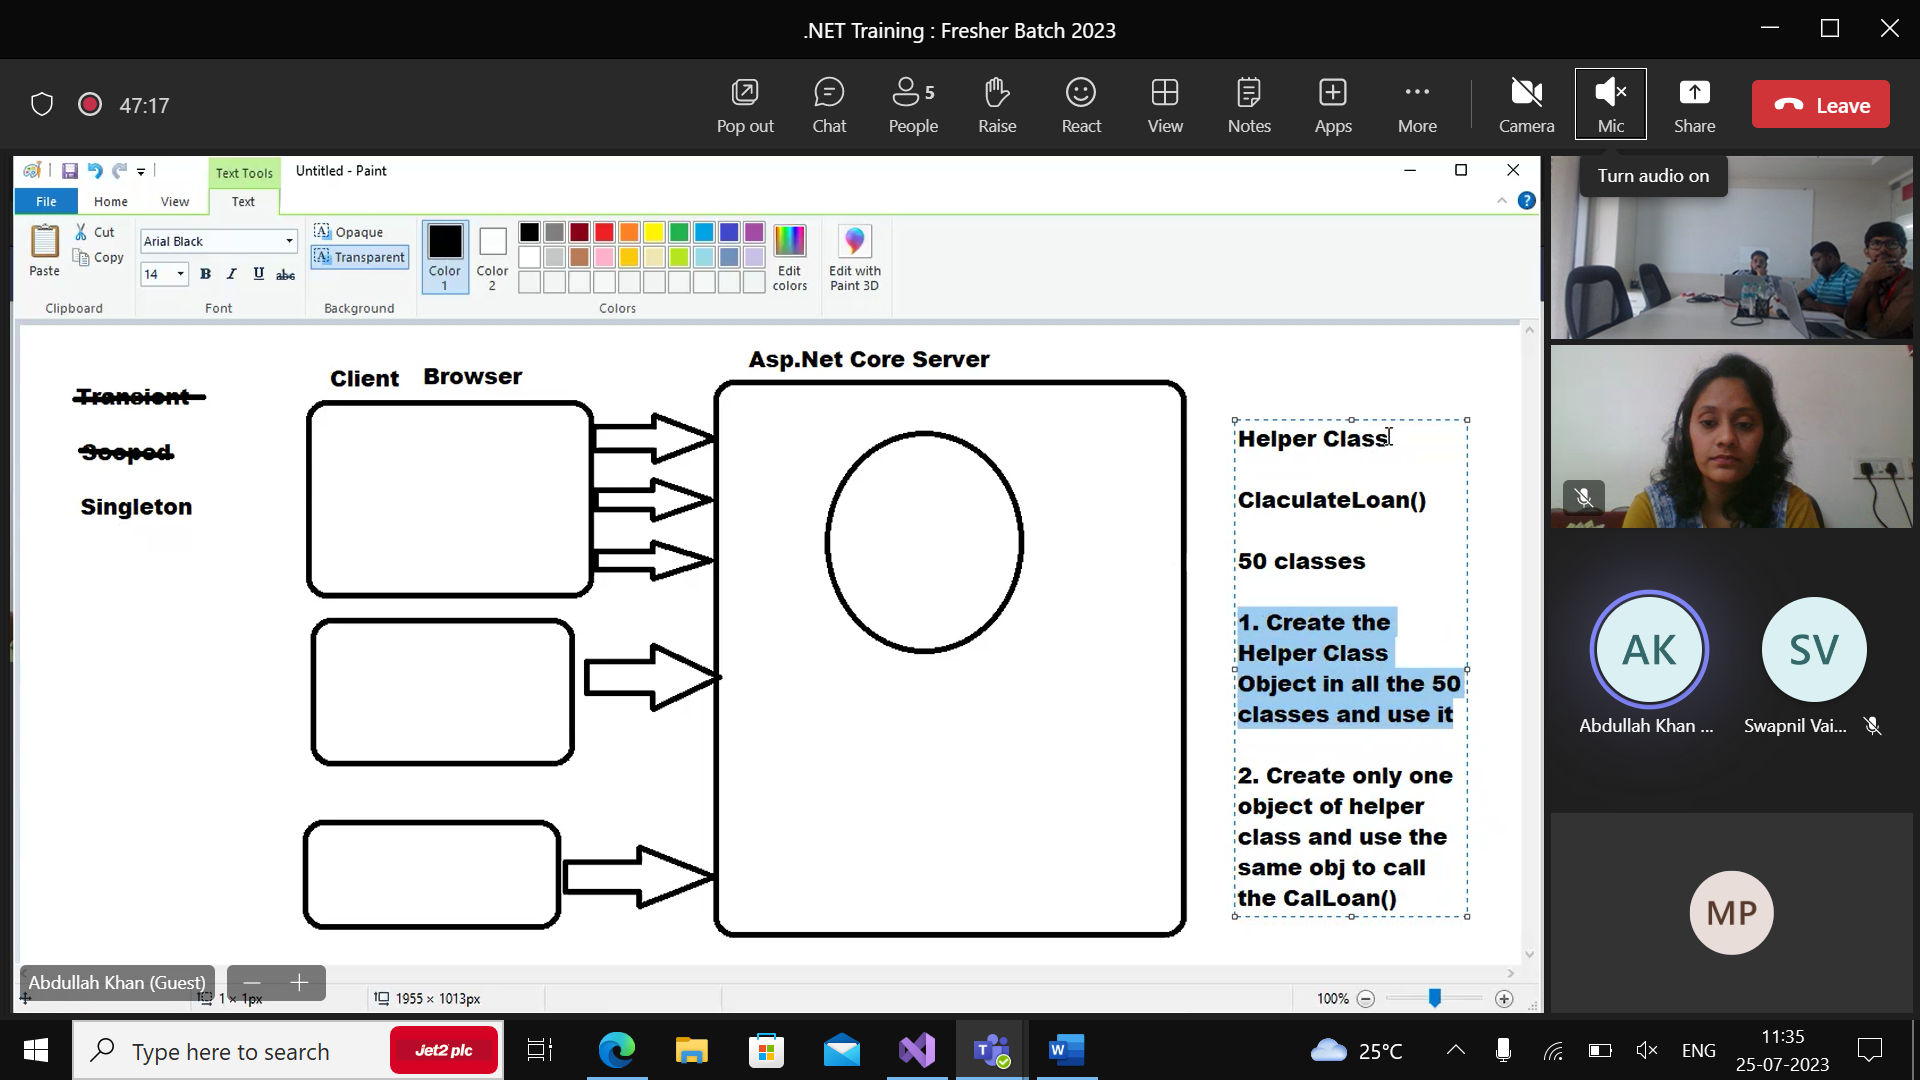 .NET Training : Fresher Batch 2023
47:17
Pop out
Chat
5
People
Raise
React
View
Notes
Apps
More
Camera
Mic
Share
Leave
Turn audio on
Text Tools
Untitled - Paint
File
Home
View
Text
Paste
Cut
Copy
Clipboard
Arial Black
14
B I U abc
Font
Opaque
Transparent
Background
Color
1
Color
2
Edit
colors
Colors
Edit with
Paint 3D
Transient
Scoped
Singleton
Client
Browser
Asp.Net Core Server
Helper Class
ClaculateLoan()
50 classes
1. Create the
Helper Class
Object in all the 50
classes and use it
2. Create only one
object of helper
class and use the
same obj to call
the CalLoan()
AK
Abdullah Khan ...
SV
Swapnil Vai...
MP
Abdullah Khan (Guest)
1 × 1px
1955 × 1013px
100%
Type here to search
Jet2 plc
25°C
ENG
11:35
25-07-2023